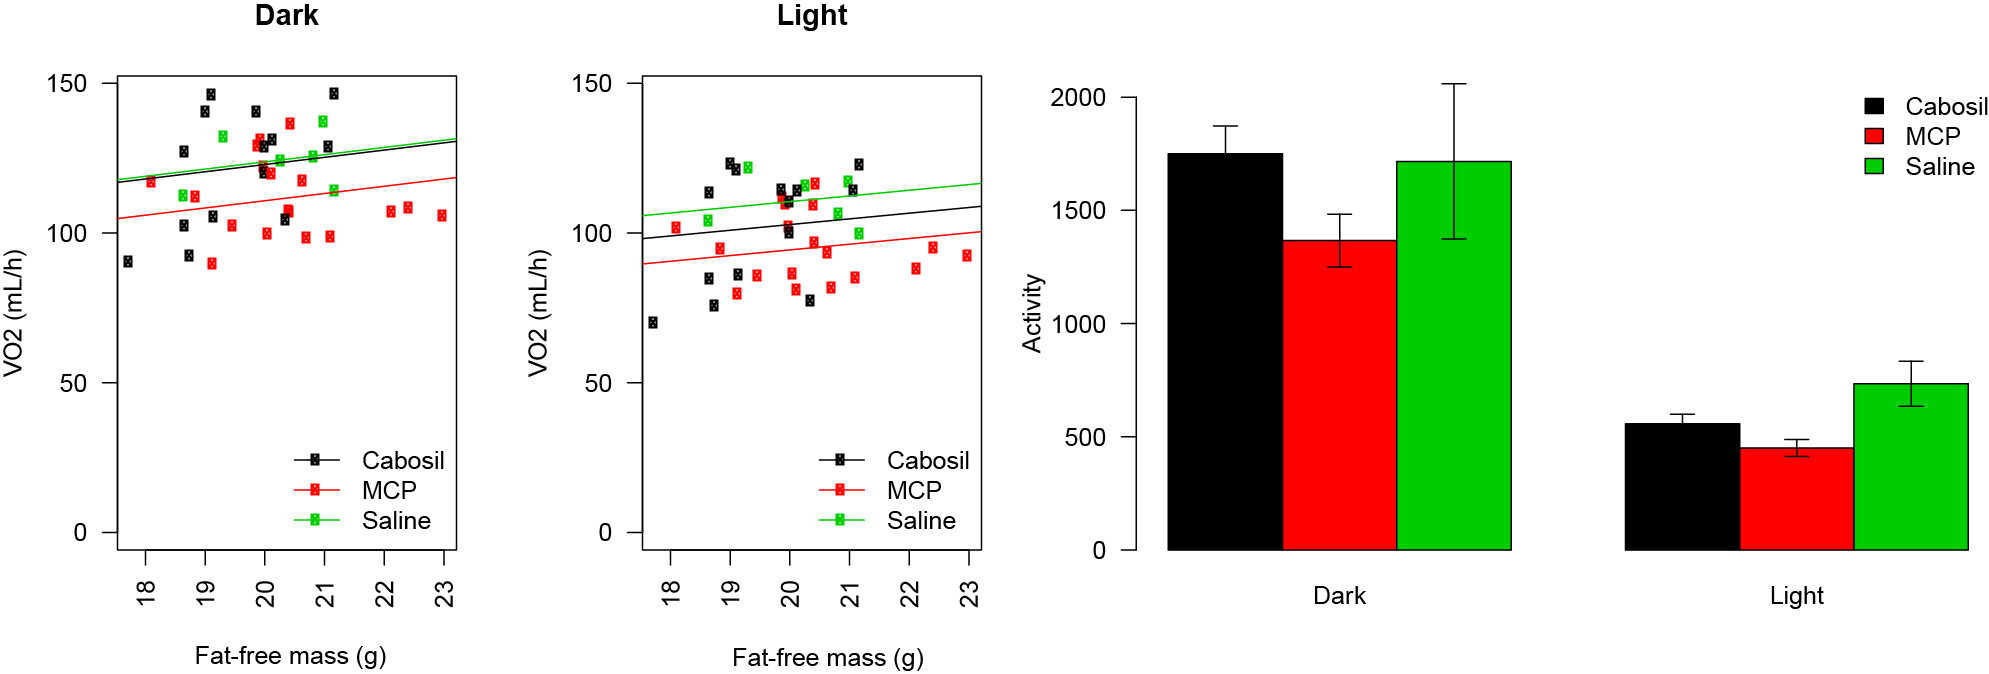 Dark
150
100
50
0
VO2 (mL/h)
Cabosil
MCP
Saline
18 19 20 21 22 23
Fat-free mass (g)
Light
150
100
50
0
VO2 (mL/h)
Cabosil
MCP
Saline
18 19 20 21 22 23
Fat-free mass (g)
2000
1500
1000
500
0
Activity
Cabosil
MCP
Saline
Dark
Light